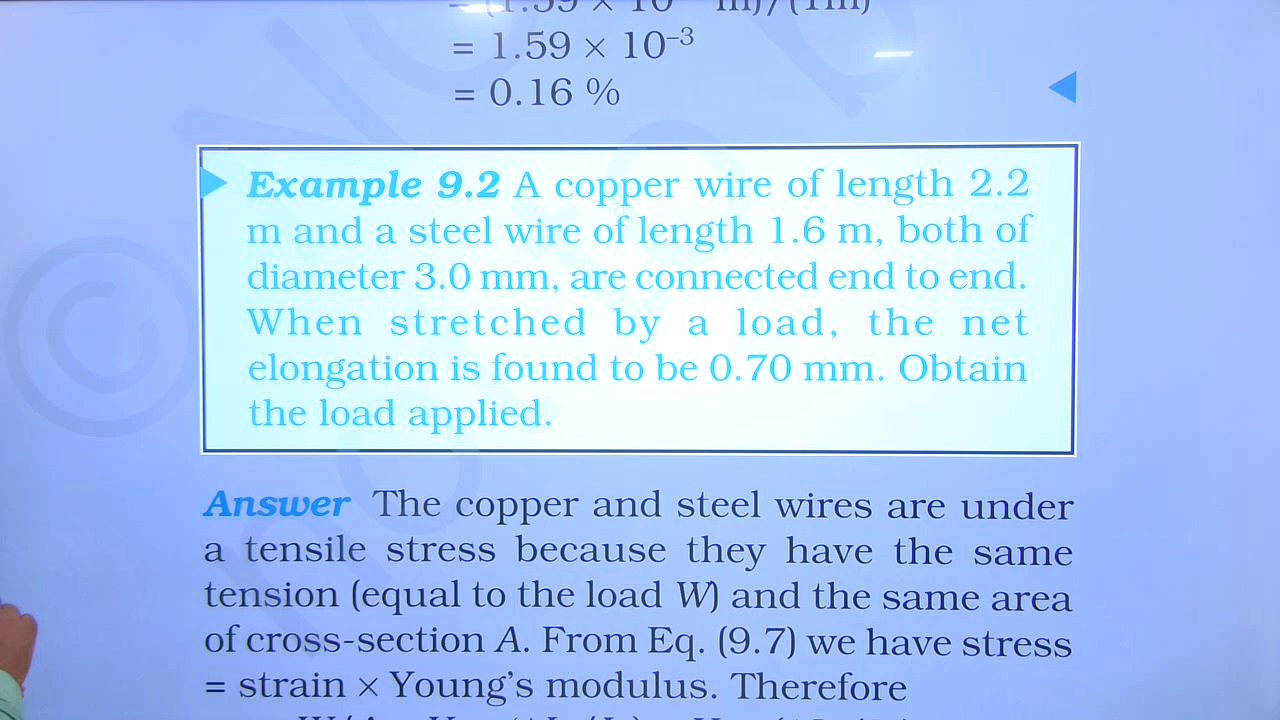 = (1.59 × 10 m)/(1m)
= 1.59 × 10⁻³
= 0.16 %
Example 9.2 A copper wire of length 2.2
m and a steel wire of length 1.6 m, both of
diameter 3.0 mm, are connected end to end.
When stretched by a load, the net
elongation is found to be 0.70 mm. Obtain
the load applied.
Answer The copper and steel wires are under
a tensile stress because they have the same
tension (equal to the load W) and the same area
of cross-section A. From Eq. (9.7) we have stress
= strain × Young's modulus. Therefore